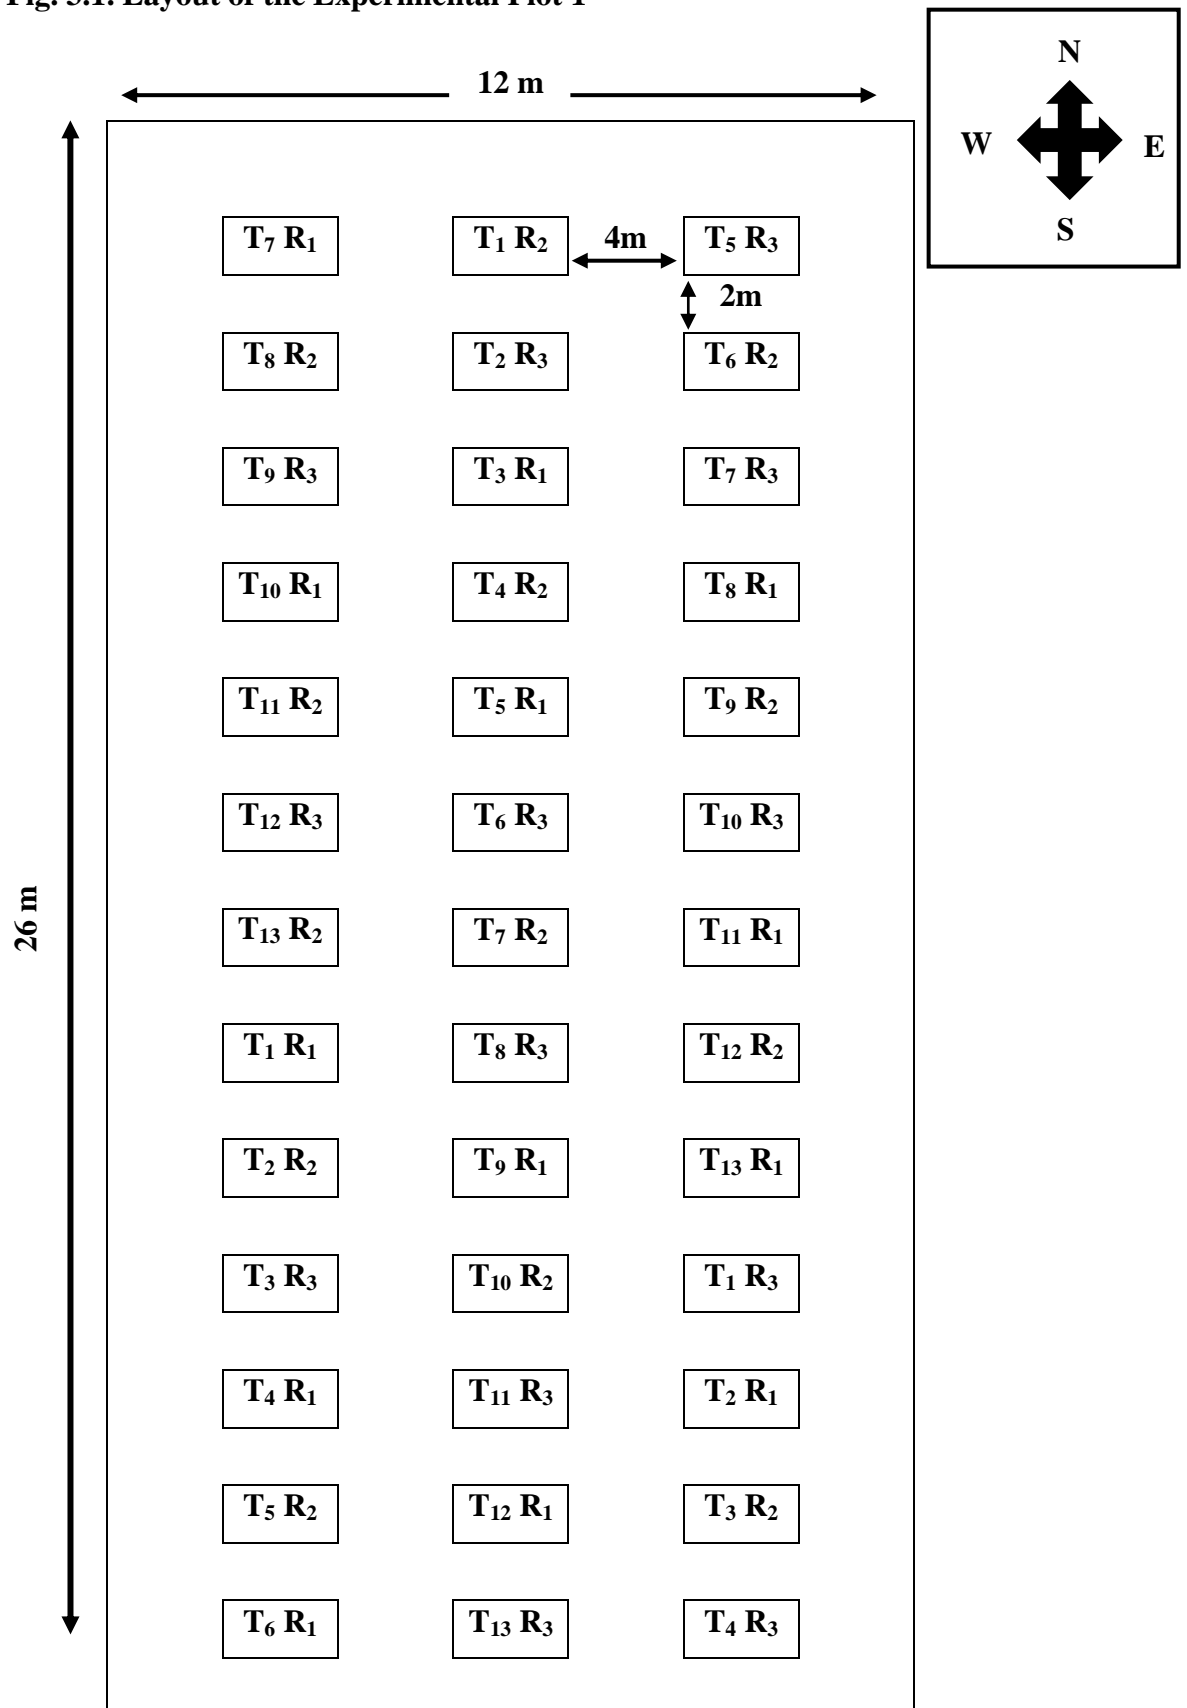 Fig. 3.1. Layout of the Experimental Plot 1
N
12 m
W E
S
T7 R1 T1 R2 4m T5 R3
2m
T8 R2 T2 R3 T6 R2
T9 R3 T3 R1 T7 R3
T10 R1 T4 R2 T8 R1
T11 R2 T5 R1 T9 R2
T12 R3 T6 R3 T10 R3
26 m
T13 R2 T7 R2 T11 R1
T1 R1 T8 R3 T12 R2
T2 R2 T9 R1 T13 R1
T3 R3 T10 R2 T1 R3
T4 R1 T11 R3 T2 R1
T5 R2 T12 R1 T3 R2
T6 R1 T13 R3 T4 R3